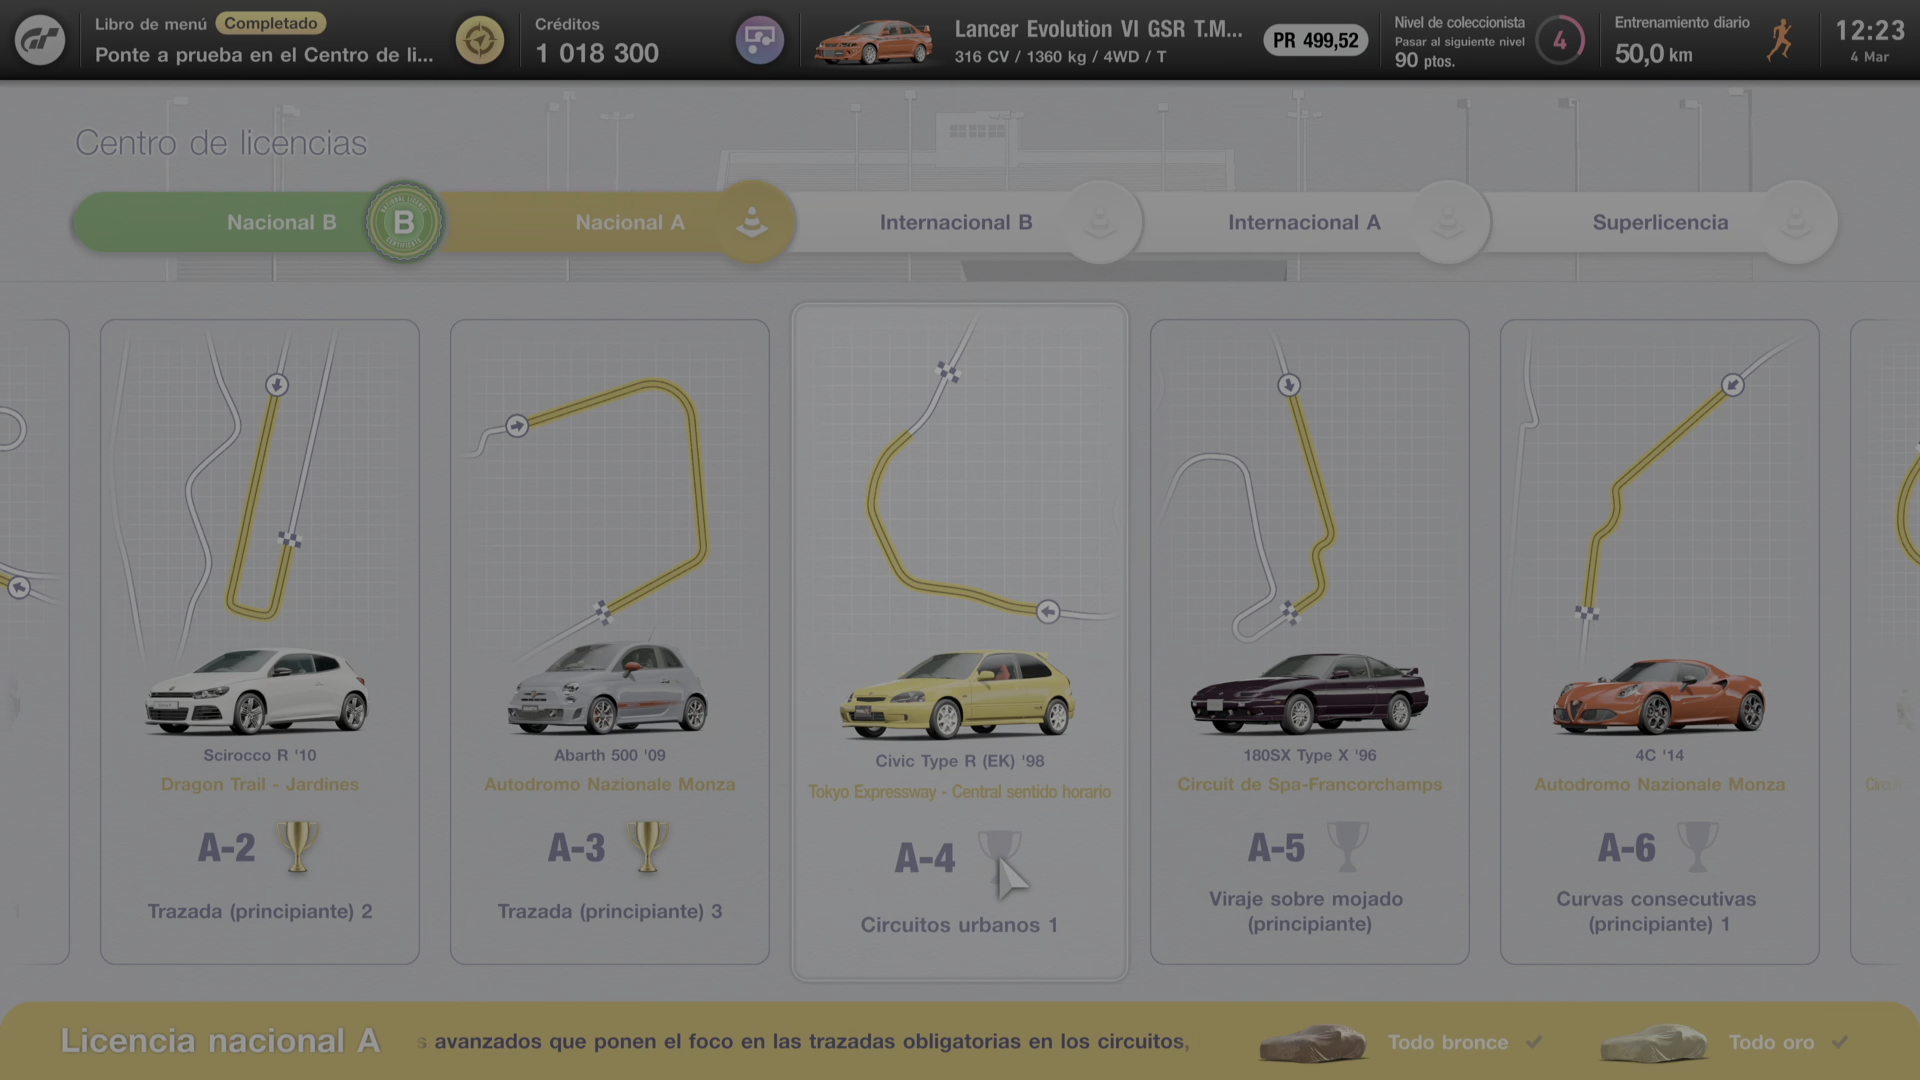 Libro de menú Completado
Ponte a prueba en el Centro de li...
Créditos
1 018 300
Lancer Evolution VI GSR T.M...
316 CV / 1360 kg / 4WD / T
PR 499,52
Nivel de coleccionista
Pasar al siguiente nivel
90 ptos.
4
Entrenamiento diario
50,0 km
12:23
4 Mar
Centro de licencias
Nacional B
B
Nacional A
Internacional B
Internacional A
Superlicencia
Scirocco R '10
Dragon Trail - Jardines
A-2
Trazada (principiante) 2
Abarth 500 '09
Autodromo Nazionale Monza
A-3
Trazada (principiante) 3
Civic Type R (EK) '98
Tokyo Expressway - Central sentido horario
A-4
Circuitos urbanos 1
180SX Type X '96
Circuit de Spa-Francorchamps
A-5
Viraje sobre mojado
(principiante)
4C '14
Autodromo Nazionale Monza
A-6
Curvas consecutivas
(principiante) 1
Licencia nacional A
s avanzados que ponen el foco en las trazadas obligatorias en los circuitos,
Todo bronce
Todo oro